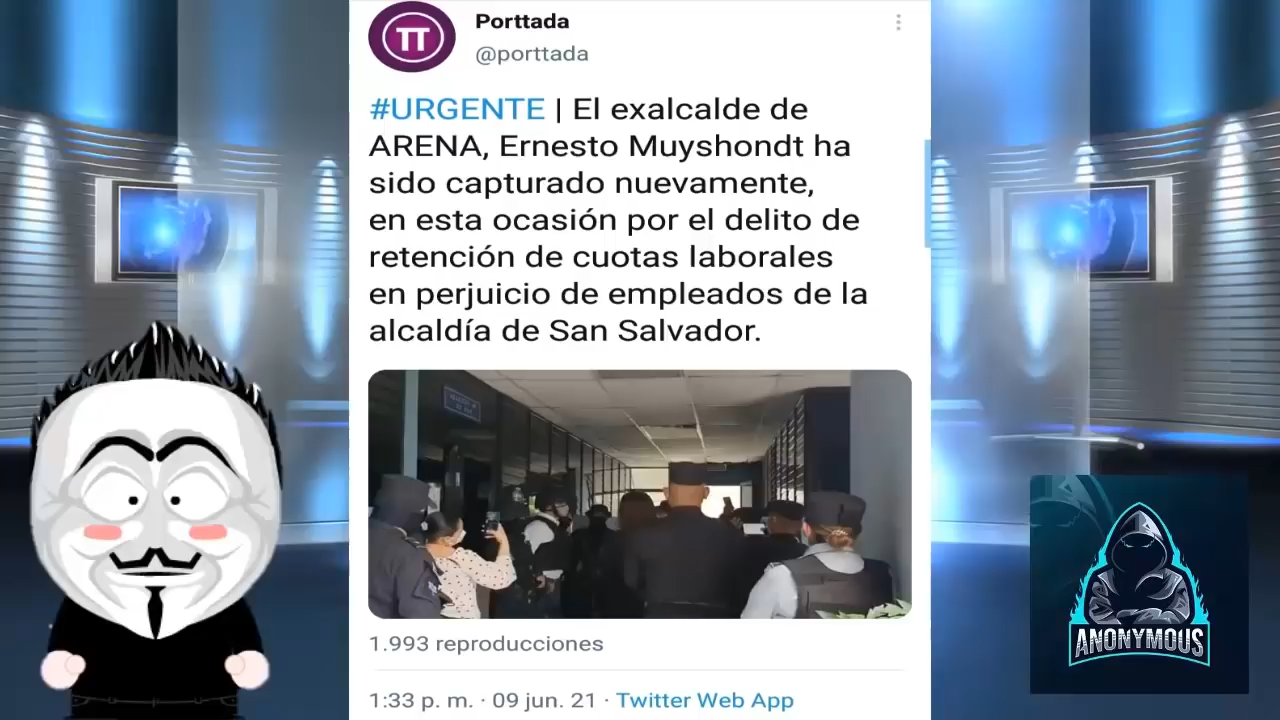 TT
Porttada
@porttada
#URGENTE | El exalcalde de
ARENA, Ernesto Muyshondt ha
sido capturado nuevamente,
en esta ocasión por el delito de
retención de cuotas laborales
en perjuicio de empleados de la
alcaldía de San Salvador.
1.993 reproducciones
1:33 p. m. · 09 jun. 21 · Twitter Web App
ANONYMOUS